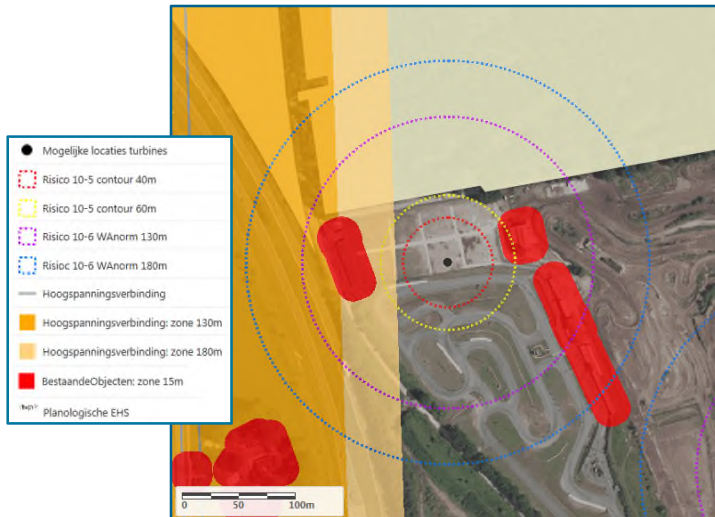 Mogelijke locaties turbines
Risico 10-5 contour 40m
Risico 10-5 contour 60m
Risico 10-6 WAnorm 130m
Risioc 10-6 WAnorm 180m
Hoogspanningsverbinding
Hoogspanningsverbinding: zone 130m
Hoogspanningsverbinding: zone 180m
BestaandeObjecten: zone 15m
Planologische EHS
0 50 100m